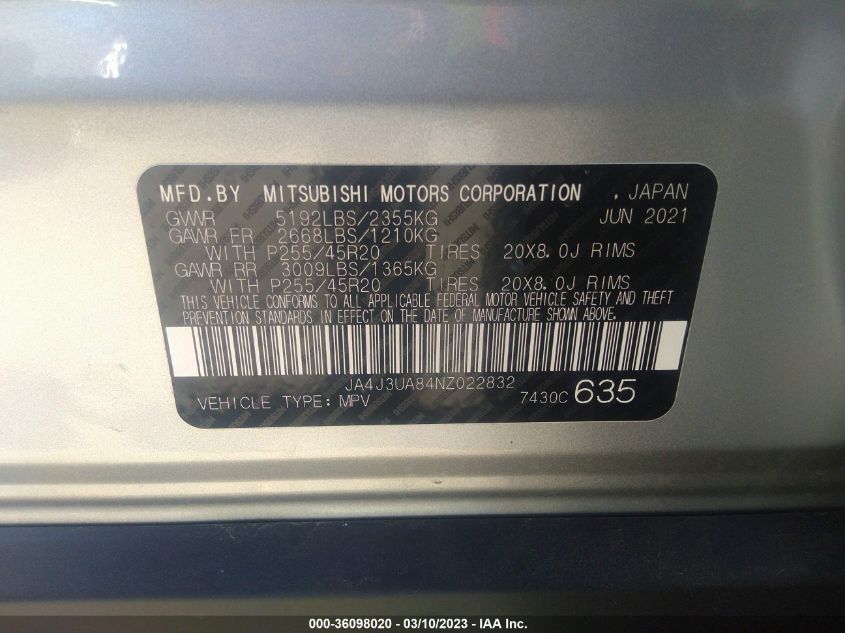 MFD.BY MITSUBISHI MOTORS CORPORATION , JAPAN
GVWR 5192LBS/2355KG JUN 2021
GAWR FR 2668LBS/1210KG
WITH P255/45R20 TIRES 20X8.0J RIMS
GAWR RR 3009LBS/1365KG
WITH P255/45R20 TIRES 20X8.0J RIMS
THIS VEHICLE CONFORMS TO ALL APPLICABLE FEDERAL MOTOR VEHICLE SAFETY AND THEFT
PREVENTION STANDARDS IN EFFECT ON THE DATE OF MANUFACTURE SHOWN ABOVE.
JA4J3UA84NZ022832
VEHICLE TYPE: MPV 7430C 635
000-36098020 — 03/10/2023 — IAA Inc.